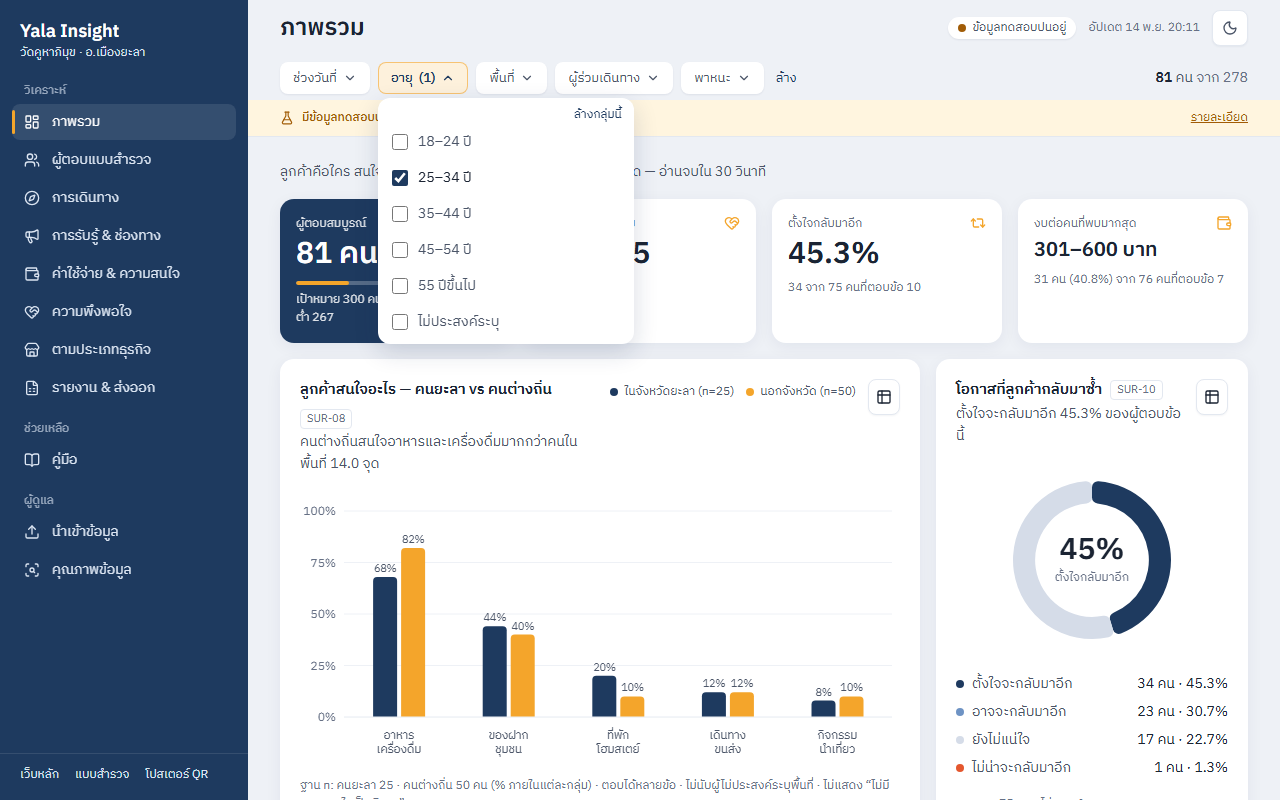 Yala Insight
วัดคูหาภิมุข · อ.เมืองยะลา
วิเคราะห์
ภาพรวม
ผู้ตอบแบบสำรวจ
การเดินทาง
การรับรู้ & ช่องทาง
ค่าใช้จ่าย & ความสนใจ
ความพึงพอใจ
ตามประเภทธุรกิจ
รายงาน & ส่งออก
ช่วยเหลือ
คู่มือ
ผู้ดูแล
นำเข้าข้อมูล
คุณภาพข้อมูล
เว็บหลัก แบบสำรวจ โปสเตอร์ QR
ภาพรวม
ข้อมูลทดสอบปนอยู่
อัปเดต 14 พ.ย. 20:11
ช่วงวันที่ อายุ (1) พื้นที่ ผู้ร่วมเดินทาง พาหนะ ล้าง
81 คน จาก 278
มีข้อมูลทดสอบ
รายละเอียด
ล้างกลุ่มนี้
18–24 ปี
25–34 ปี
35–44 ปี
45–54 ปี
55 ปีขึ้นไป
ไม่ประสงค์ระบุ
ลูกค้าคือใคร สนใ
ด — อ่านจบใน 30 วินาที
ผู้ตอบสมบูรณ์
81 คน
เป้าหมาย 300 ค
ต่ำ 267
5
ตั้งใจกลับมาอีก
45.3%
34 จาก 75 คนที่ตอบข้อ 10
งบต่อคนที่พบมากสุด
301–600 บาท
31 คน (40.8%) จาก 76 คนที่ตอบข้อ 7
ลูกค้าสนใจอะไร — คนยะลา vs คนต่างถิ่น
SUR-08
คนต่างถิ่นสนใจอาหารและเครื่องดื่มมากกว่าคนใน
พื้นที่ 14.0 จุด
ในจังหวัดยะลา (n=25) นอกจังหวัด (n=50)
100%
75%
50%
25%
0%
68% 82%
44% 40%
20% 10%
12% 12%
8% 10%
อาหาร
เครื่องดื่ม
ของฝาก
ชุมชน
ที่พัก
โฮมสเตย์
เดินทาง
ขนส่ง
กิจกรรม
นำเที่ยว
ฐาน n: คนยะลา 25 · คนต่างถิ่น 50 คน (% ภายในแต่ละกลุ่ม) · ตอบได้หลายข้อ · ไม่นับผู้ไม่ประสงค์ระบุพื้นที่ · ไม่แสดง “ไม่มี
โอกาสที่ลูกค้ากลับมาซ้ำ SUR-10
ตั้งใจจะกลับมาอีก 45.3% ของผู้ตอบข้อ
นี้
45%
ตั้งใจกลับมาอีก
ตั้งใจจะกลับมาอีก 34 คน · 45.3%
อาจจะกลับมาอีก 23 คน · 30.7%
ยังไม่แน่ใจ 17 คน · 22.7%
ไม่น่าจะกลับมาอีก 1 คน · 1.3%